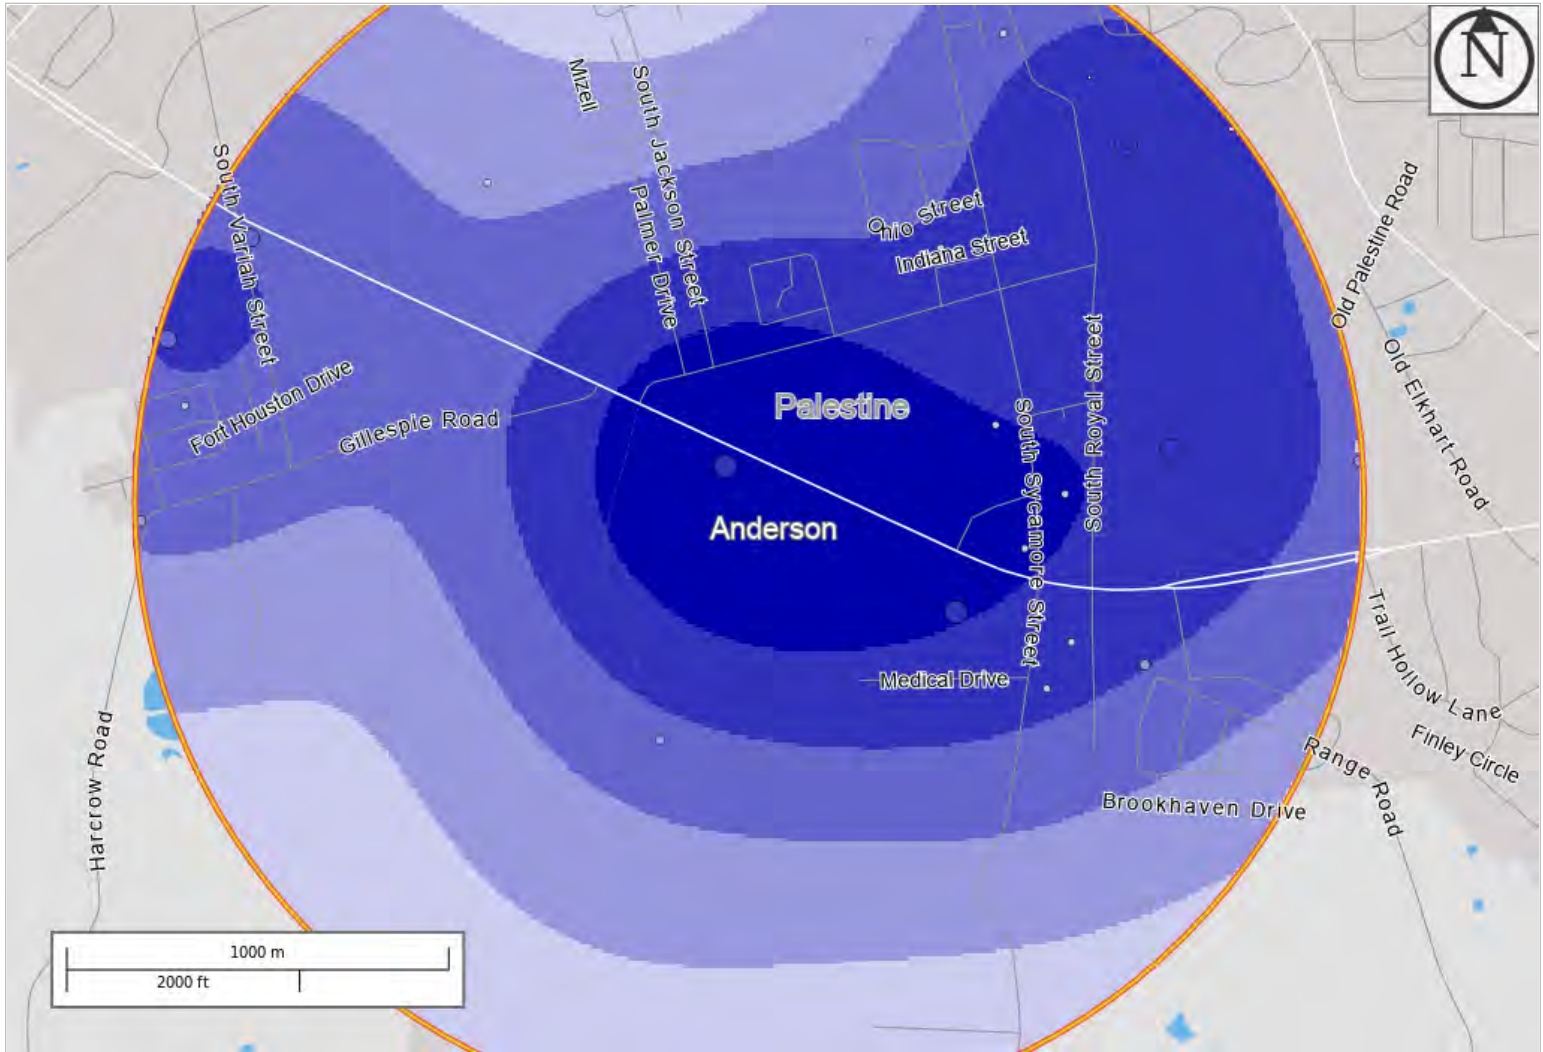 N
Mizell
South Jackson Street
South Variah Street
Palmer Drive
Ohio Street
Indiana Street
Old Palestine Road
Fort Houston Drive
Gillespie Road
Palestine
South Royal Street
Old Elkhart Road
South Sycamore Street
Anderson
Medical Drive
Trail Hollow Lane
Finley Circle
Range Road
Brookhaven Drive
Harcrow Road
1000 m
2000 ft